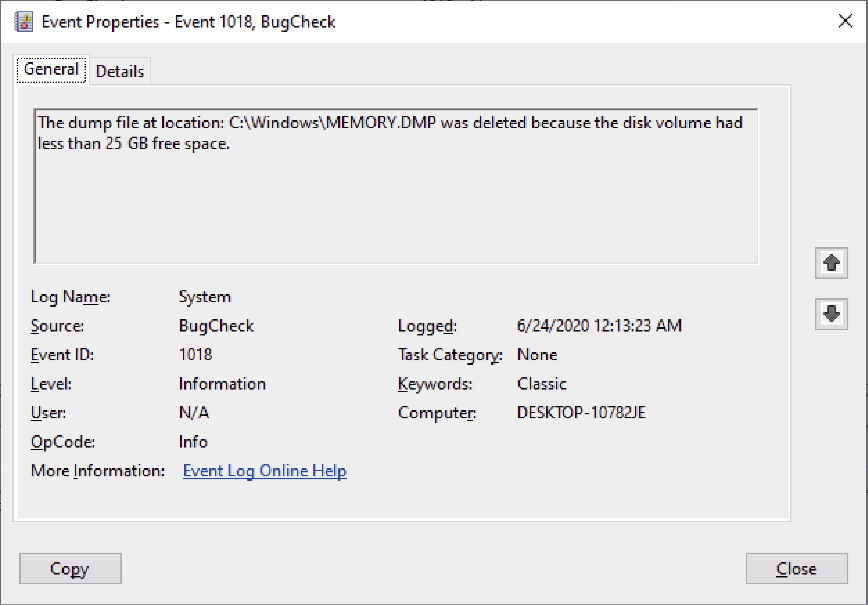 Event Properties - Event 1018, BugCheck
General Details
The dump file at location: C:\Windows\MEMORY.DMP was deleted because the disk volume had
less than 25 GB free space.
Log Name: System
Source: BugCheck Logged: 6/24/2020 12:13:23 AM
Event ID: 1018 Task Category: None
Level: Information Keywords: Classic
User: N/A Computer: DESKTOP-10782JE
OpCode: Info
More Information: Event Log Online Help
Copy Close